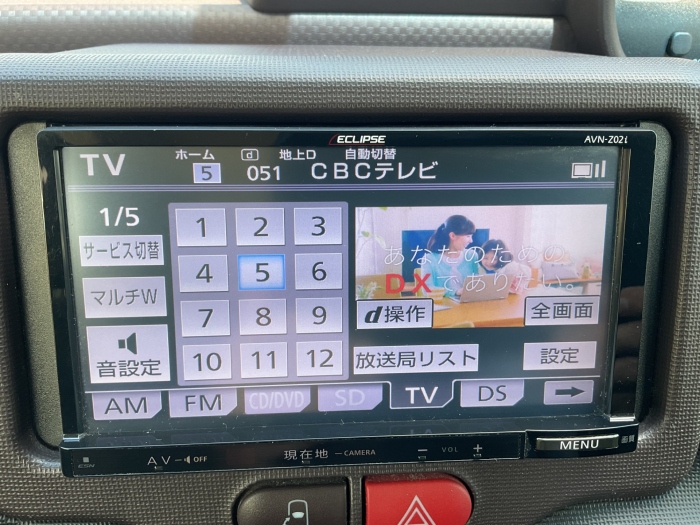 ECLIPSE
AVN-Z02i
TV
ホーム
d
地上D
自動切替
5
051
CBCテレビ
1/5
サービス切替
マルチW
音設定
1 2 3
4 5 6
7 8 9
10 11 12
あなたのための、
DXでありたい。
d操作
全画面
放送局リスト
設定
AM
FM
CD/DVD
SD
TV
DS
AV
OFF
現在地
CAMERA
VOL
MENU
画質